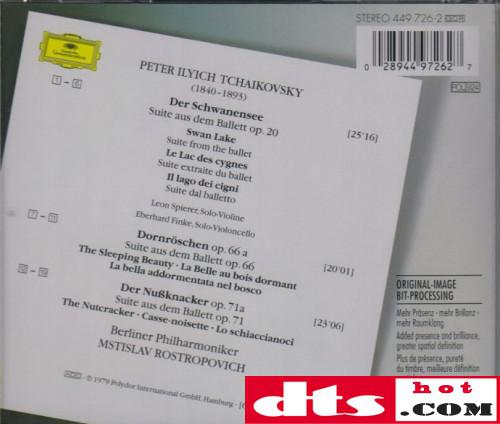 STEREO 449 726-2 ADD
0 28944 97262 7
POL924
Deutsche
Grammophon
PETER ILYICH TCHAIKOVSKY
(1840-1893)
1 - 6
Der Schwanensee
Suite aus dem Ballett op. 20 [25'16]
Swan Lake
Suite from the ballet
Le Lac des cygnes
Suite extraite du ballet
Il lago dei cigni
Suite dal balletto
Leon Spierer, Solo-Violine
Eberhard Finke, Solo-Violoncello
7 - 11
Dornröschen op. 66 a
Suite aus dem Ballett op. 66 [20'01]
The Sleeping Beauty · La Belle au bois dormant
La bella addormentata nel bosco
12 - 19
Der Nußknacker op. 71a
Suite aus dem Ballett op. 71 [23'06]
The Nutcracker · Casse-noisette · Lo schiaccianoci
Berliner Philharmoniker
MSTISLAV ROSTROPOVICH
ADD · ℗ 1979 Polydor International GmbH, Hamburg ·
ORIGINAL-IMAGE
BIT-PROCESSING
Mehr Präsenz · mehr Brillanz ·
mehr Raumklang
Added presence and brilliance,
greater spatial definition
Plus de présence, pureté
du timbre, meilleure définition
dts hot
.COM